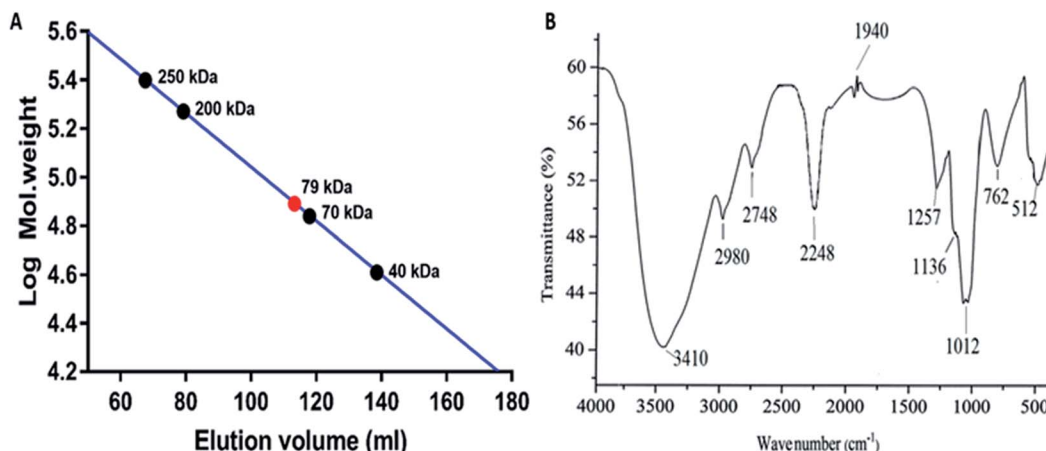 A
5.6
5.4
5.2
5.0
4.8
4.6
4.4
4.2
Log Mol.weight
250 kDa
200 kDa
79 kDa
70 kDa
40 kDa
60 80 100 120 140 160 180
Elution volume (ml)
B
60
56
52
48
44
40
Transmittance (%)
1940
2748
2980
2248
3410
1257
1136
1012
762
512
4000 3500 3000 2500 2000 1500 1000 500
Wave number (cm⁻¹)